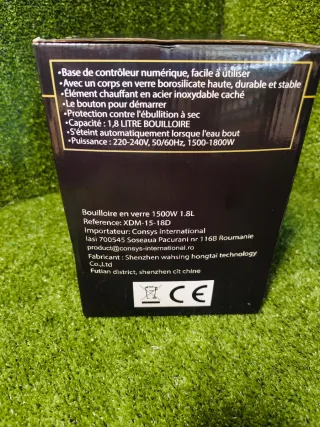 •Base de contrôleur numérique, facile à utiliser
•Avec un corps en verre borosilicate haute, durable et stable
•Élément chauffant en acier inoxydable caché
•Le bouton pour démarrer
•Protection contre l'ébullition à sec
•Capacité : 1,8 LITRE BOUILLOIRE
•S'éteint automatiquement lorsque l'eau bout
•Puissance : 220-240V, 50/60Hz, 1500-1800W
Bouilloire en verre 1500W 1.8L
Reference: XDM-15-18D
Importateur: Consys International
Iasi 700545 Soseaua Pacurani nr 116B Roumanie
product@consys-international.ro
Fabricant : Shenzhen wahsing hongtai technology
Co.,Ltd
Futian district, shenzhen cit chine
CE